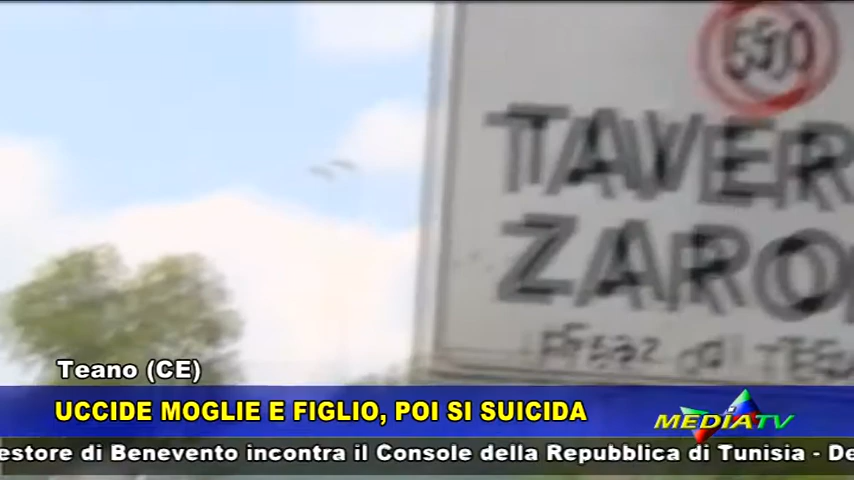 50
TAVER
ZARO
Teano (CE)
UCCIDE MOGLIE E FIGLIO, POI SI SUICIDA
MEDIATV
estore di Benevento incontra il Console della Repubblica di Tunisia - De